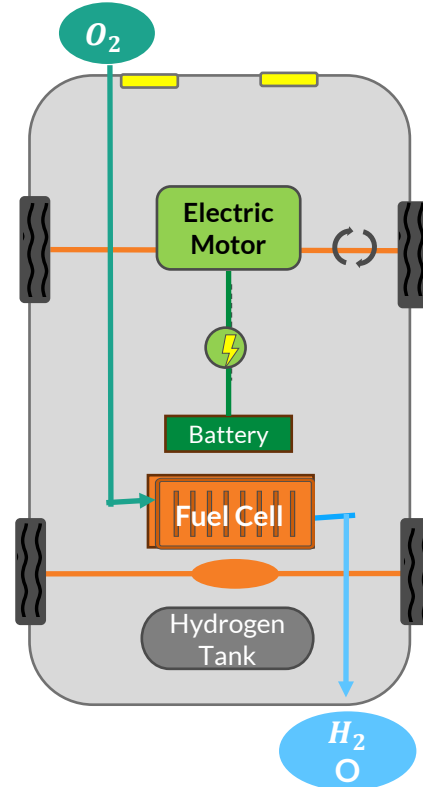 O₂
Electric
Motor
Battery
Fuel Cell
Hydrogen
Tank
H₂
O